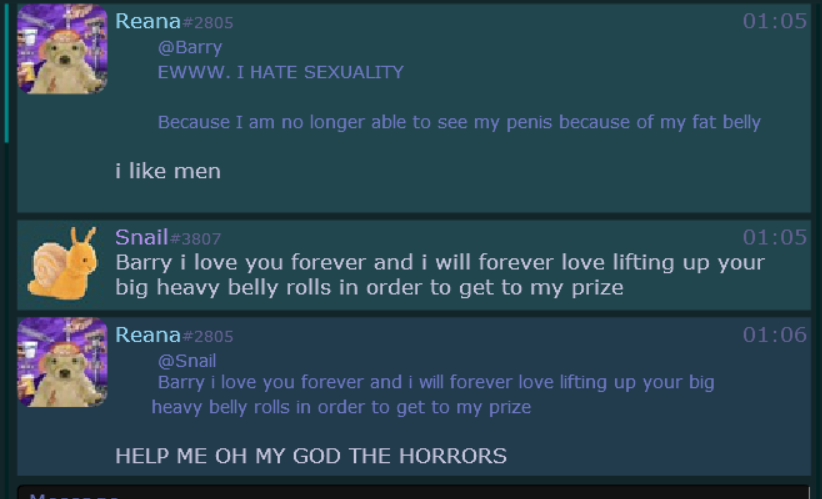 Reana#2805 01:05
@Barry
EWWW. I HATE SEXUALITY
Because I am no longer able to see my penis because of my fat belly
i like men
Snail#3807 01:05
Barry i love you forever and i will forever love lifting up your
big heavy belly rolls in order to get to my prize
Reana#2805 01:06
@Snail
Barry i love you forever and i will forever love lifting up your big
heavy belly rolls in order to get to my prize
HELP ME OH MY GOD THE HORRORS
Message